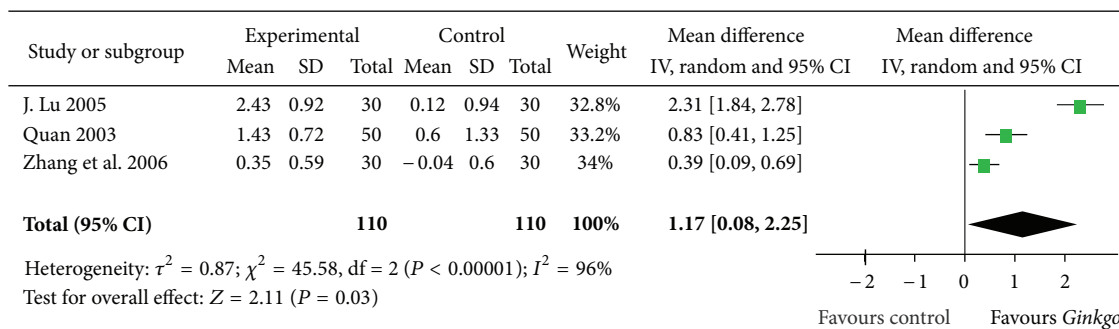 Study or subgroup Experimental Control Weight Mean difference Mean difference
Mean SD Total Mean SD Total IV, random and 95% CI IV, random and 95% CI
J. Lu 2005 2.43 0.92 30 0.12 0.94 30 32.8% 2.31 [1.84, 2.78]
Quan 2003 1.43 0.72 50 0.6 1.33 50 33.2% 0.83 [0.41, 1.25]
Zhang et al. 2006 0.35 0.59 30 −0.04 0.6 30 34% 0.39 [0.09, 0.69]
Total (95% CI) 110 110 100% 1.17 [0.08, 2.25]
Heterogeneity: τ² = 0.87; χ² = 45.58, df = 2 (P < 0.00001); I² = 96%
Test for overall effect: Z = 2.11 (P = 0.03)
−2 −1 0 1 2
Favours control Favours Ginkgo